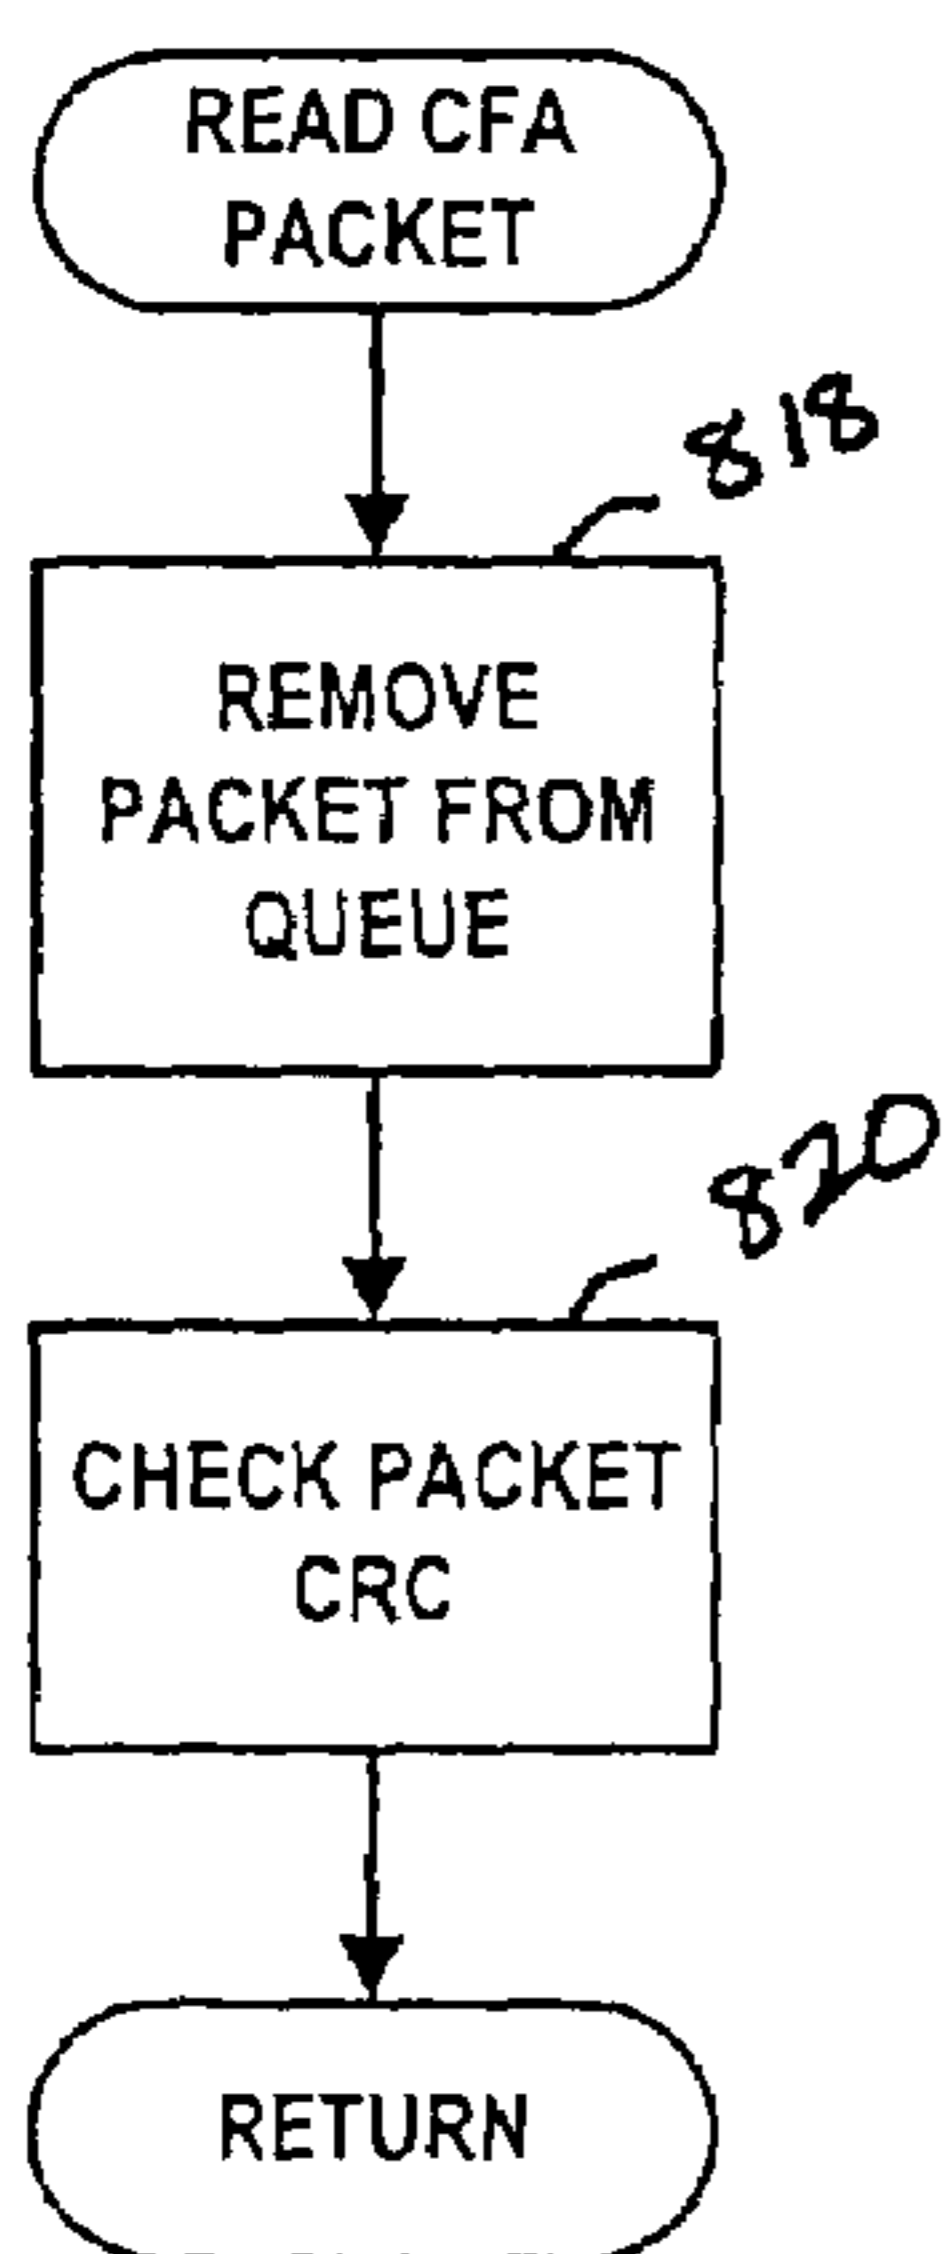 READ CFA
PACKET
818
REMOVE
PACKET FROM
QUEUE
820
CHECK PACKET
CRC
RETURN